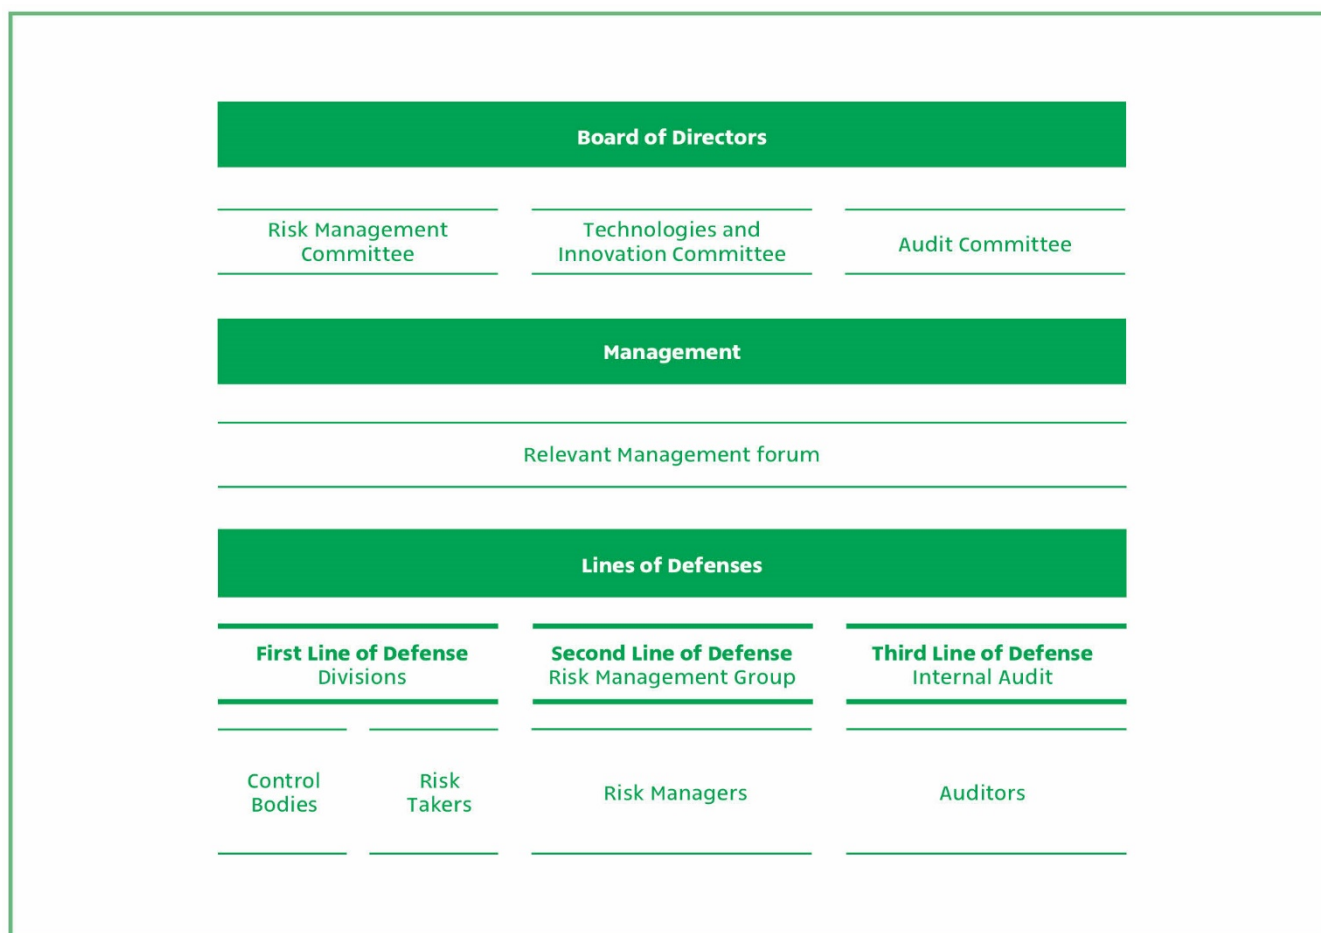 Board of Directors
Risk Management
Committee
Technologies and
Innovation Committee
Audit Committee
Management
Relevant Management forum
Lines of Defenses
First Line of Defense
Divisions
Second Line of Defense
Risk Management Group
Third Line of Defense
Internal Audit
Control
Bodies
Risk
Takers
Risk Managers
Auditors